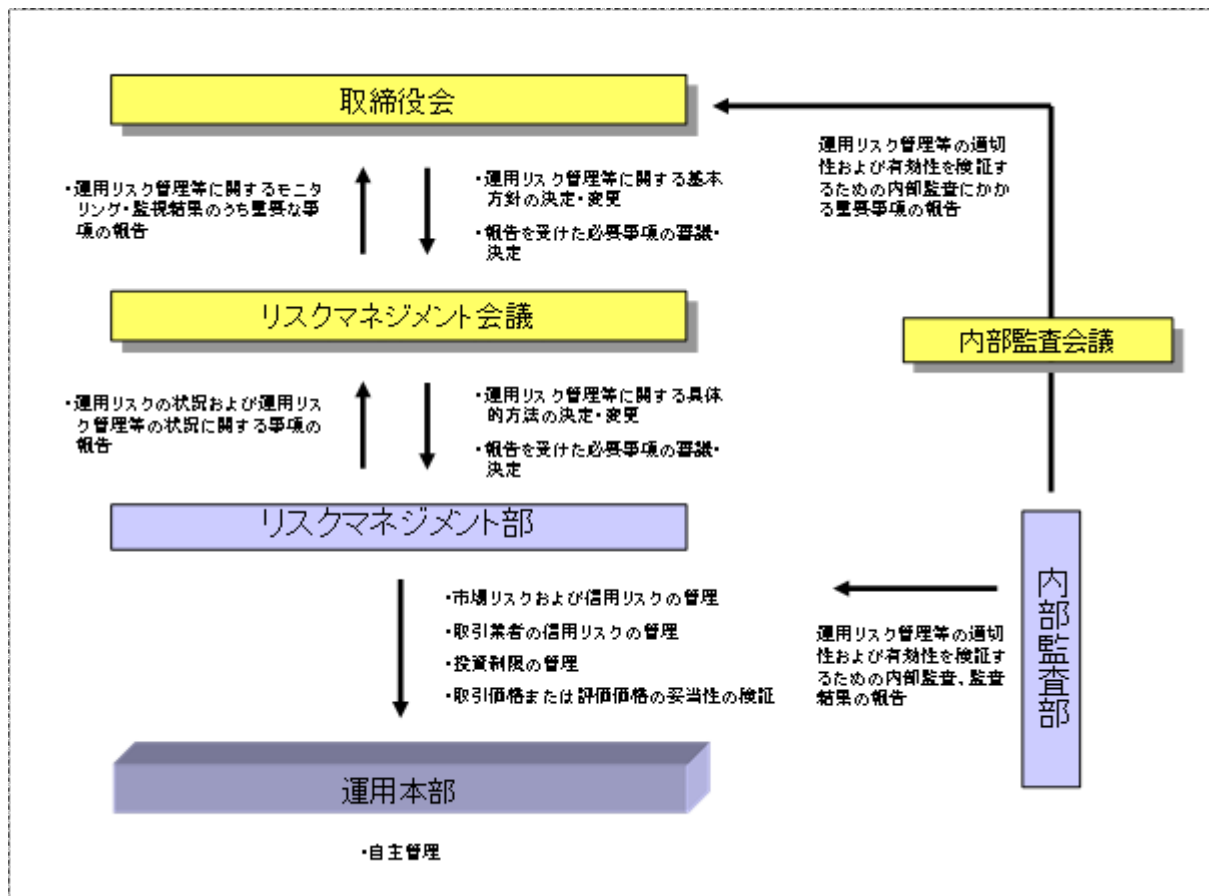 取締役会
・運用リスク管理等に関するモニ
タリング・監視結果のうち重要な事
項の報告
・運用リスク管理等に関する基本
方針の決定・変更
・報告を受けた必要事項の審議・
決定
運用リスク管理等の適切
性および有効性を検証す
るための内部監査にかか
る重要事項の報告
リスクマネジメント会議
内部監査会議
・運用リスクの状況および運用リス
ク管理等の状況に関する事項の
報告
・運用リスク管理等に関する具体
的方法の決定・変更
・報告を受けた必要事項の審議・
決定
リスクマネジメント部
内部監査部
・市場リスクおよび信用リスクの管理
・取引業者の信用リスクの管理
・投資制限の管理
・取引価格または評価価格の妥当性の検証
運用リスク管理等の適切
性および有効性を検証す
るための内部監査、監査
結果の報告
運用本部
・自主管理